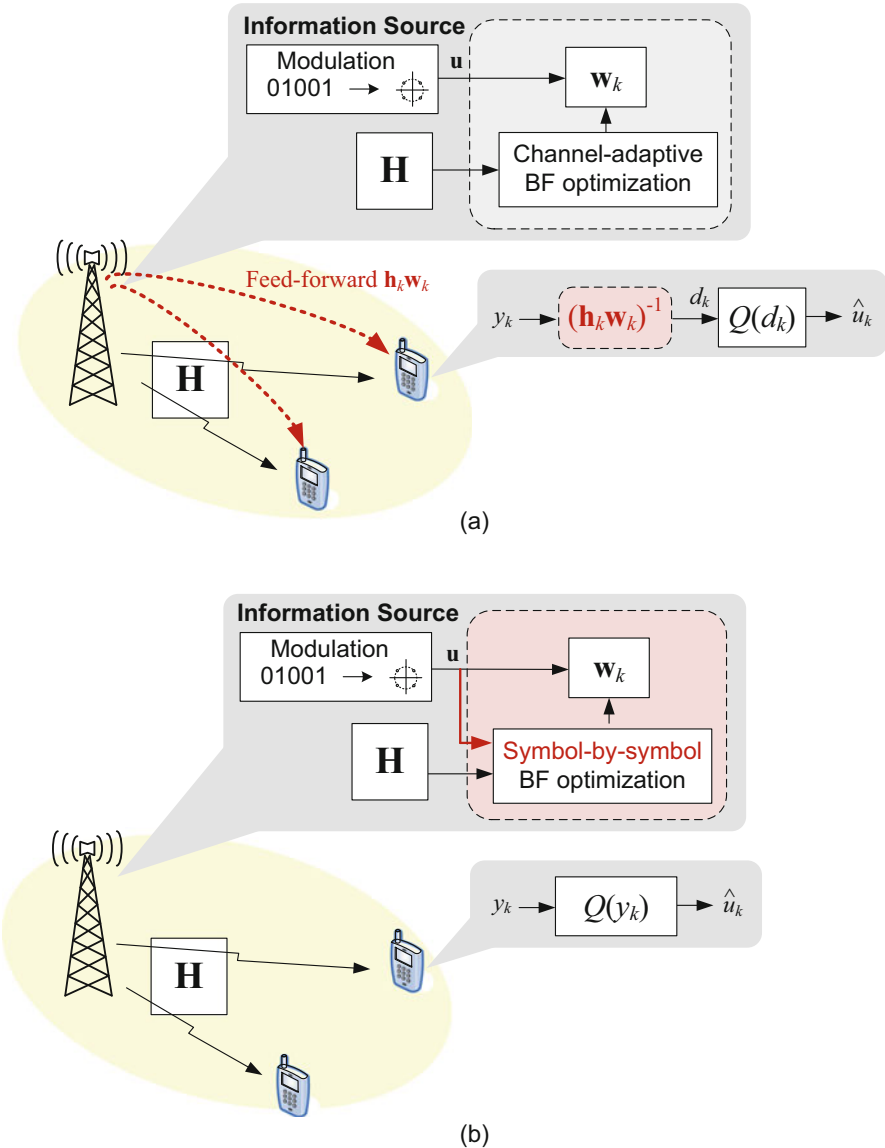 Information Source
Modulation
01001
u
w_k
H
Channel-adaptive
BF optimization
Feed-forward h_k w_k
H
y_k
(h_k w_k)^-1
d_k
Q(d_k)
û_k
(a)
Information Source
Modulation
01001
u
w_k
H
Symbol-by-symbol
BF optimization
H
y_k
Q(y_k)
û_k
(b)